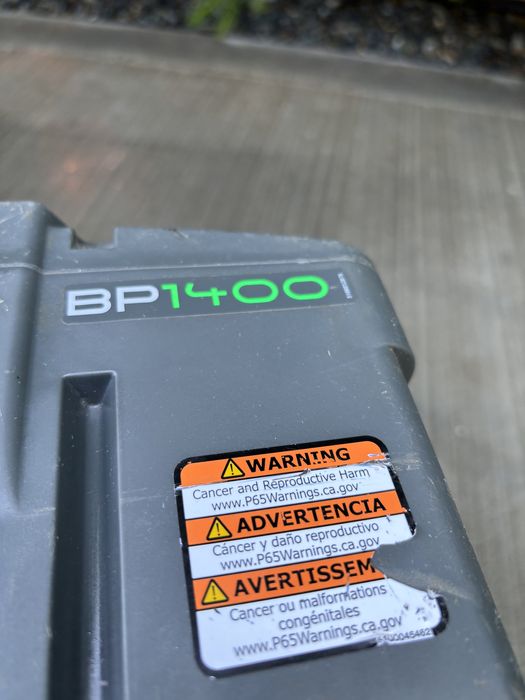 BP1400
WARNING
Cancer and Reproductive Harm
www.P65Warnings.ca.gov
ADVERTENCIA
Cáncer y daño reproductivo
www.P65Warnings.ca.gov
AVERTISSEM
Cancer ou malformations
congénitales
www.P65Warnings.ca.gov